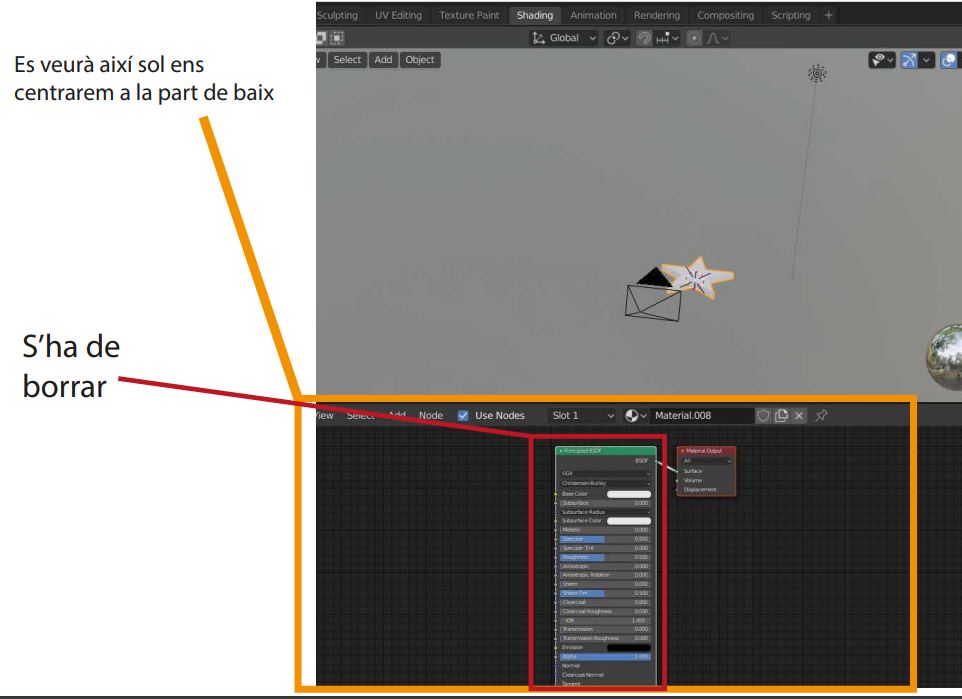 Sculpting UV Editing Texture Paint Shading Animation Rendering Compositing Scripting +
Global
Select Add Object
Es veurà així sol ens
centrarem a la part de baix
S'ha de
borrar
View Select Add Node Use Nodes Slot 1 Material.008
Principled BSDF
BSDF
GGX
Christensen-Burley
Base Color
Subsurface 0.000
Subsurface Radius
Subsurface Color
Metallic 0.000
Specular 0.500
Specular Tint 0.000
Roughness 0.500
Anisotropic 0.000
Anisotropic Rotation 0.000
Sheen 0.000
Sheen Tint 0.500
Clearcoat 0.000
Clearcoat Roughness 0.030
IOR 1.450
Transmission 0.000
Transmission Roughness 0.000
Emission
Alpha 1.000
Normal
Clearcoat Normal
Tangent
Material Output
All
Surface
Volume
Displacement